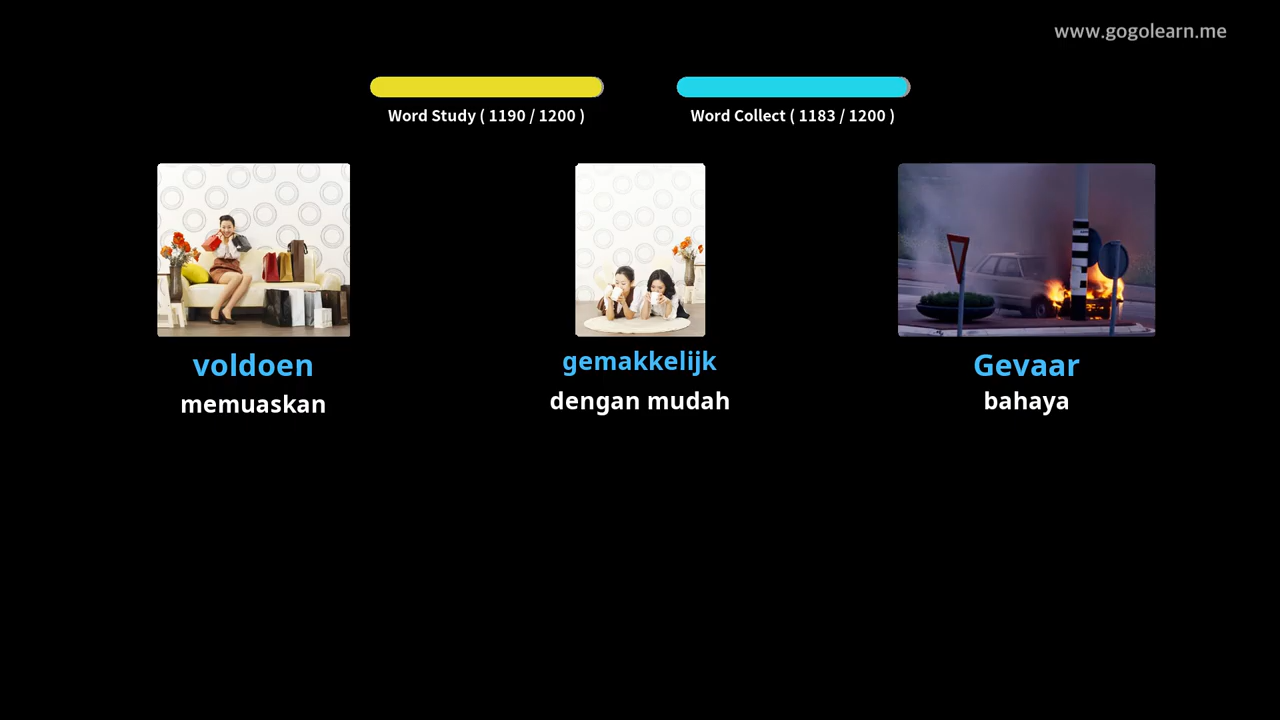 www.gogolearn.me
Word Study ( 1190 / 1200 )
Word Collect ( 1183 / 1200 )
voldoen
memuaskan
gemakkelijk
dengan mudah
Gevaar
bahaya